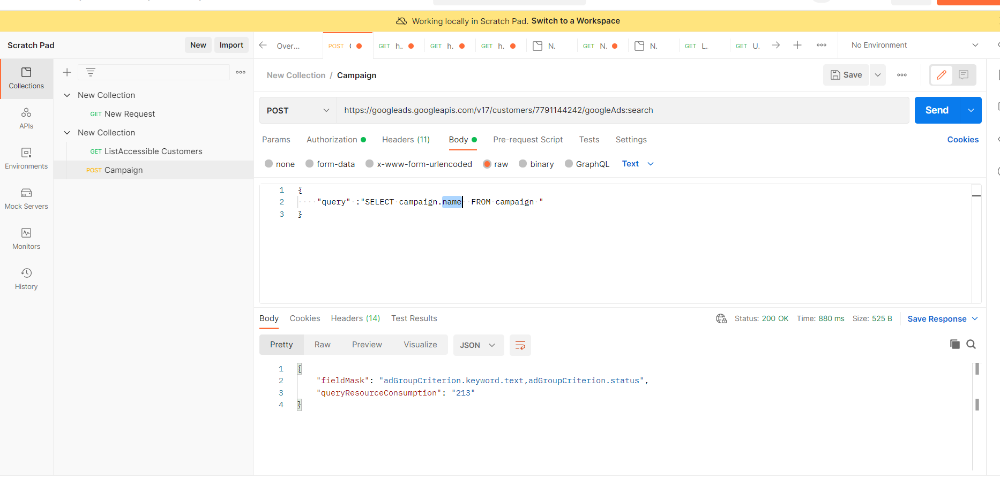 Working locally in Scratch Pad. Switch to a Workspace
Scratch Pad
New
Import
Over...
POST
GET h..
GET h.
GET h.
N.
GET N.
N.
GET L.
GET U.
No Environment
Collections
APIs
Environments
Mock Servers
Monitors
History
New Collection
GET New Request
New Collection
GET ListAccessible Customers
POST Campaign
New Collection / Campaign
Save
POST
https://googleads.googleapis.com/v17/customers/7791144242/googleAds:search
Send
Params
Authorization
Headers (11)
Body
Pre-request Script
Tests
Settings
Cookies
none
form-data
x-www-form-urlencoded
raw
binary
GraphQL
Text
1 {
2 "query" :"SELECT campaign.name  FROM campaign "
3 }
Body
Cookies
Headers (14)
Test Results
Status: 200 OK
Time: 880 ms
Size: 525 B
Save Response
Pretty
Raw
Preview
Visualize
JSON
1 {
2 "fieldMask": "adGroupCriterion.keyword.text,adGroupCriterion.status",
3 "queryResourceConsumption": "213"
4 }